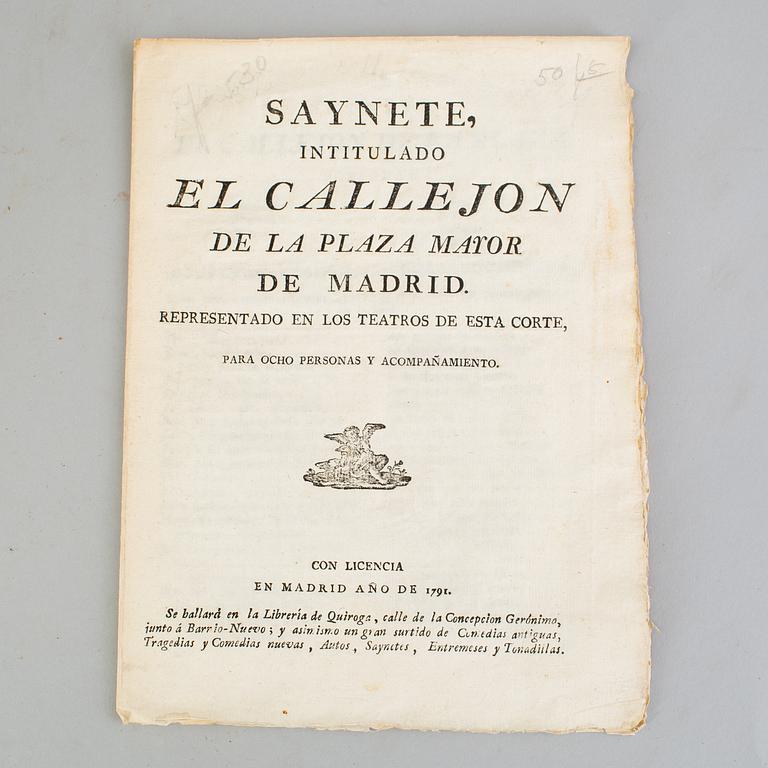 530
50 / 15
SAYNETE,
INTITULADO
EL CALLEJON
DE LA PLAZA MAYOR
DE MADRID.
REPRESENTADO EN LOS TEATROS DE ESTA CORTE,
PARA OCHO PERSONAS Y ACOMPAÑAMIENTO.
CON LICENCIA
EN MADRID AÑO DE 1791.
Se hallará en la Librería de Quiroga, calle de la Concepcion Gerónima,
junto á Barrio-Nuevo; y asimismo un gran surtido de Comedias antiguas,
Tragedias y Comedias nuevas, Autos, Saynetes, Entremeses y Tonadillas.